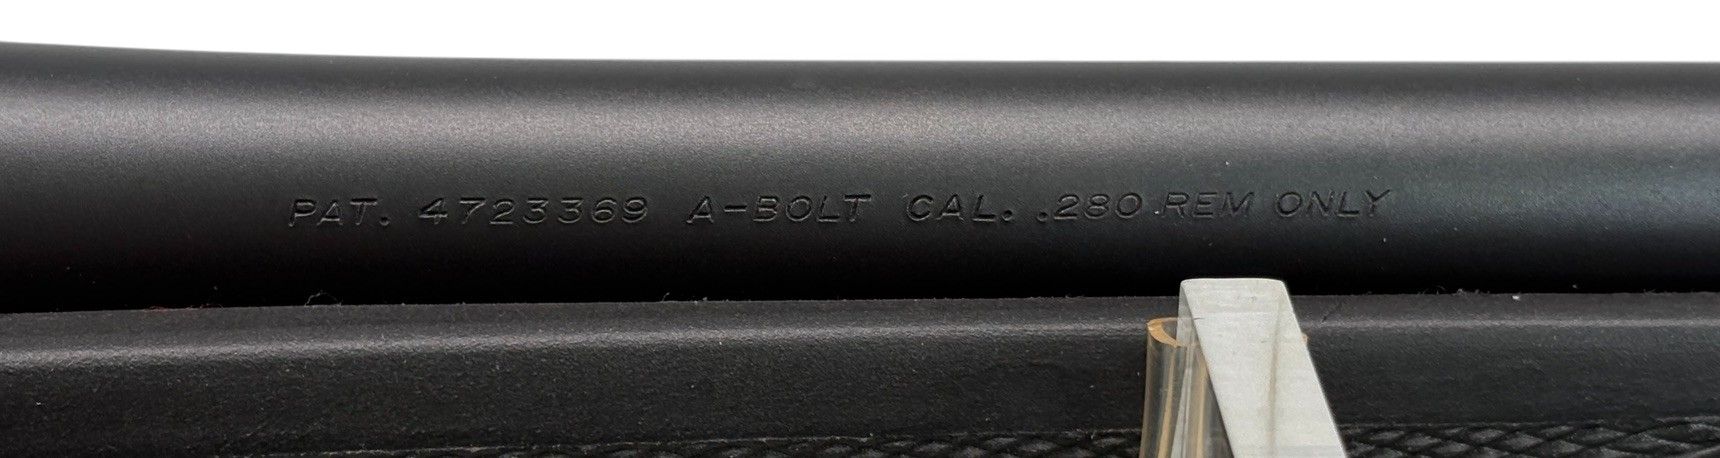 PAT. 4723369 A-BOLT CAL. .280 REM ONLY